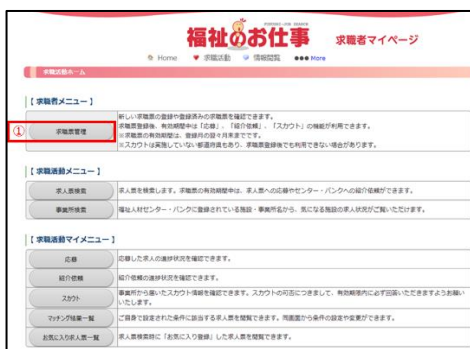 福祉のお仕事
求職者マイページ
Home 求職活動 情報閲覧 More
求職活動ホーム
【 求職者メニュー 】
①
求職票管理
新しい求職票の登録や登録済みの求職票を確認できます。
求職票登録後、有効期間中は「応募」、「紹介依頼」、「スカウト」の機能が利用できます。
※求職票の有効期間は、登録月の翌々月末までです。
※スカウトは実施していない都道府県もあり、求職票登録後でも利用できない場合があります。
【 求職活動メニュー 】
求人票検索
求人票を検索します。求職票の有効期間中は、求人票への応募やセンター・バンクへの紹介依頼ができます。
事業所検索
福祉人材センター・バンクに登録されている施設・事業所名から、気になる施設の求人状況がご覧いただけます。
【 求職活動マイメニュー 】
応募
応募した求人の進捗状況を確認できます。
紹介依頼
紹介依頼の進捗状況を確認できます。
スカウト
事業所から届いたスカウト情報を確認できます。スカウトの可否につきまして、有効期限内に必ず回答いただきますようお願い
いたします。
マッチング結果一覧
ご自身で設定された条件に該当する求人票を閲覧できます。同画面から条件の設定や変更ができます。
お気に入り求人票一覧
求人票検索時に「お気に入り登録」した求人票を閲覧できます。